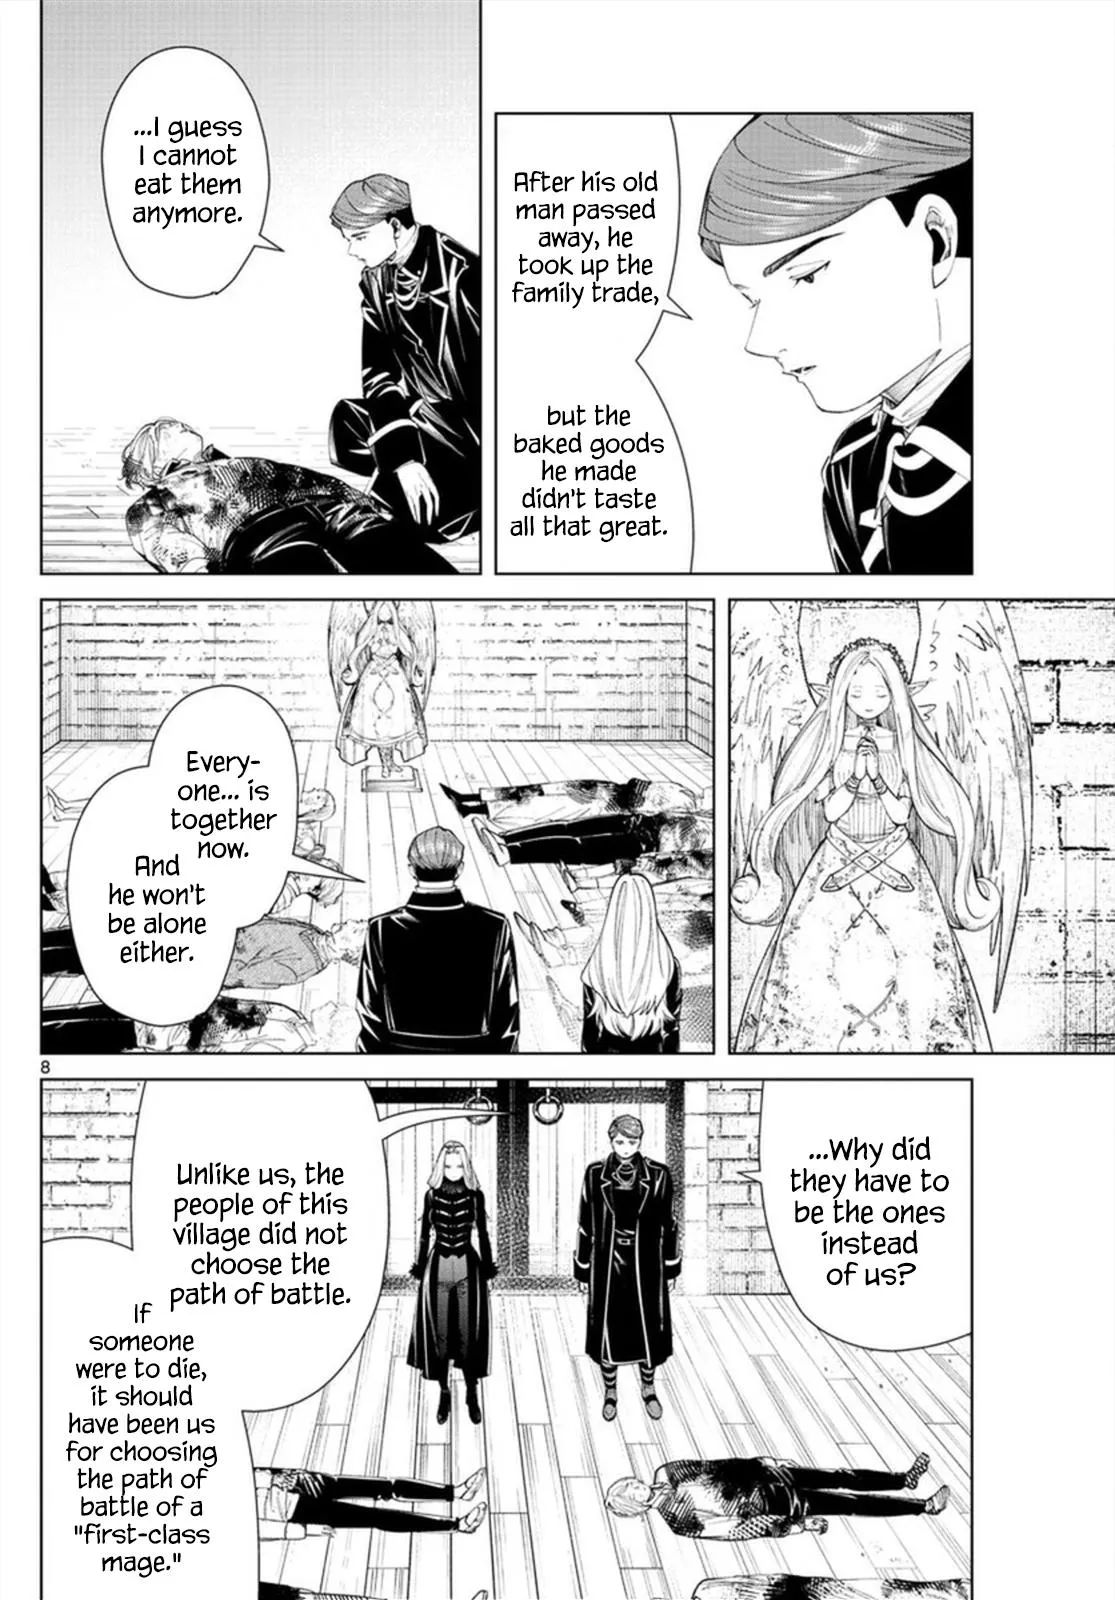 After his old
man passed
away, he
took up the
family trade,
but the
baked goods
he made
didn't taste
all that great.
...I guess
I cannot
eat them
anymore.
Every-
one... is
together
now.
And
he won't
be alone
either.
8
...Why did
they have to
be the ones
instead
of us?
Unlike us, the
people of this
village did not
choose the
path of battle.
If
someone
were to die,
it should
have been us
for choosing
the path of
battle of a
"first-class
mage."